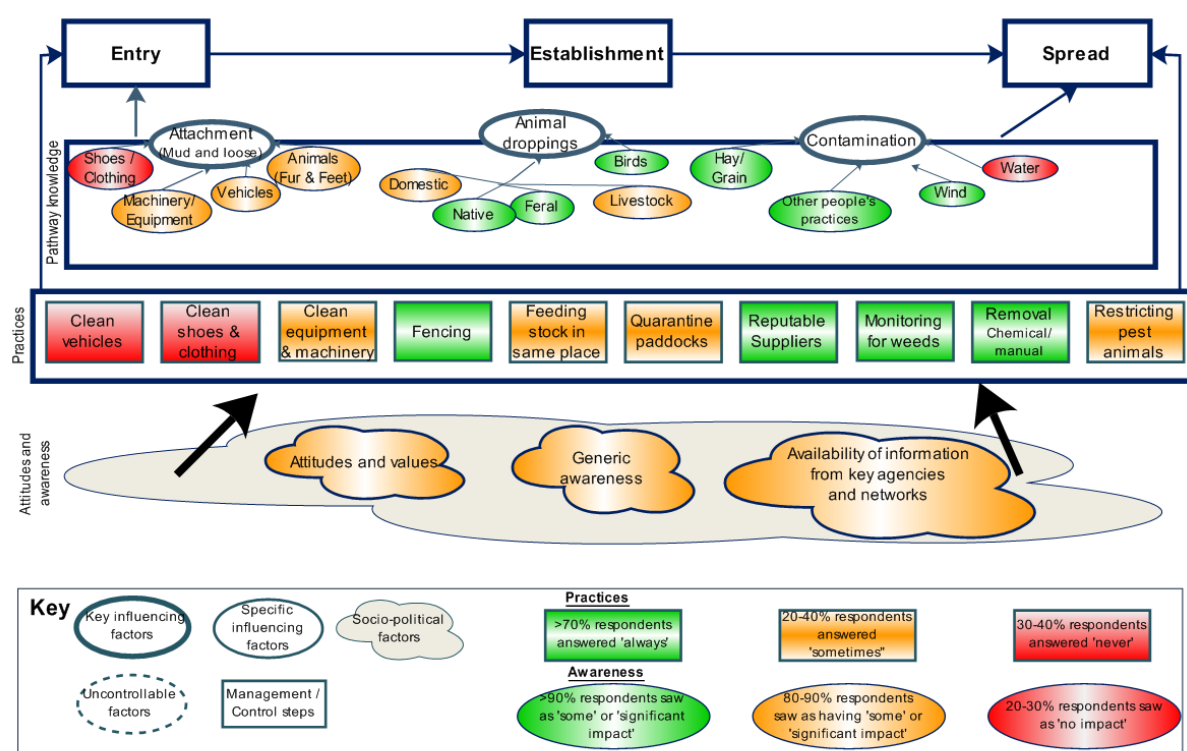 Entry
Establishment
Spread
Pathway knowledge
Attachment
(Mud and loose)
Shoes /
Clothing
Machinery/
Equipment
Vehicles
Animals
(Fur & Feet)
Animal
droppings
Domestic
Native
Feral
Birds
Livestock
Contamination
Hay/
Grain
Other people's
practices
Wind
Water
Practices
Clean
vehicles
Clean
shoes &
clothing
Clean
equipment
& machinery
Fencing
Feeding
stock in
same place
Quarantine
paddocks
Reputable
Suppliers
Monitoring
for weeds
Removal
Chemical/
manual
Restricting
pest
animals
Attitudes and
awareness
Attitudes and values
Generic
awareness
Availability of information
from key agencies
and networks
Key
Key influencing
factors
Specific
influencing
factors
Socio-political
factors
Uncontrollable
factors
Management /
Control steps
Practices
>70% respondents
answered 'always'
20-40% respondents
answered
'sometimes"
30-40% respondents
answered 'never'
Awareness
>90% respondents saw
as 'some' or 'significant
impact'
80-90% respondents
saw as having 'some' or
'significant impact'
20-30% respondents saw
as 'no impact'